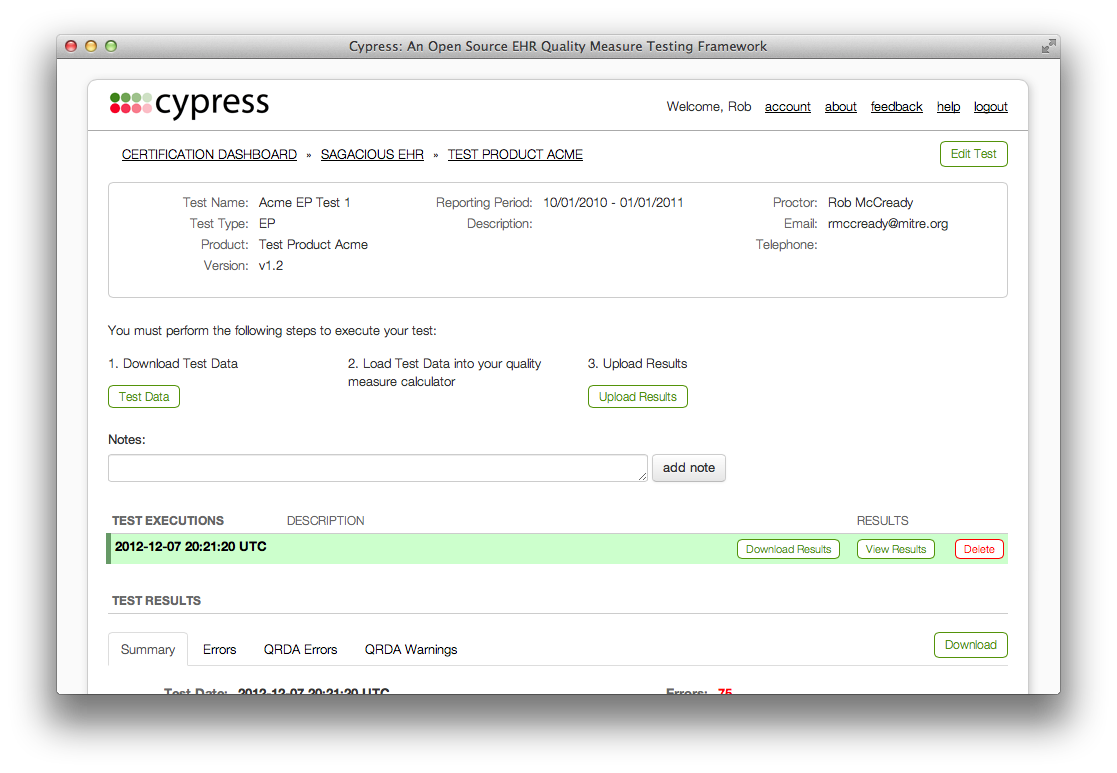 Cypress: An Open Source EHR Quality Measure Testing Framework
cypress
Welcome, Rob account about feedback help logout
CERTIFICATION DASHBOARD » SAGACIOUS EHR » TEST PRODUCT ACME
Edit Test
Test Name: Acme EP Test 1 Reporting Period: 10/01/2010 - 01/01/2011 Proctor: Rob McCready
Test Type: EP Description: Email: rmccready@mitre.org
Product: Test Product Acme Telephone:
Version: v1.2
You must perform the following steps to execute your test:
1. Download Test Data 2. Load Test Data into your quality 3. Upload Results
measure calculator
Test Data Upload Results
Notes:
add note
TEST EXECUTIONS DESCRIPTION RESULTS
2012-12-07 20:21:20 UTC Download Results View Results Delete
TEST RESULTS
Summary Errors QRDA Errors QRDA Warnings Download
Test Date: 2012-12-07 20:21:20 UTC Errors: 75